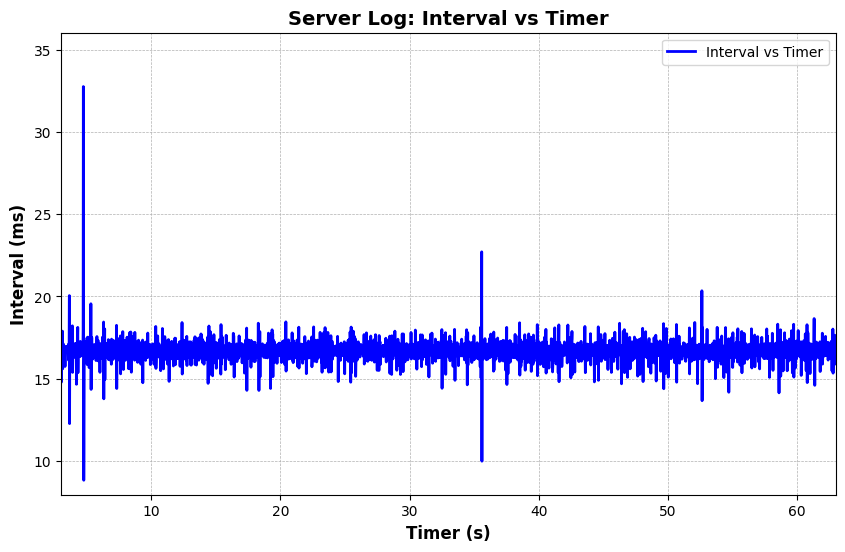 Server Log: Interval vs Timer
Interval vs Timer
35
30
25
20
15
10
Interval (ms)
10 20 30 40 50 60
Timer (s)